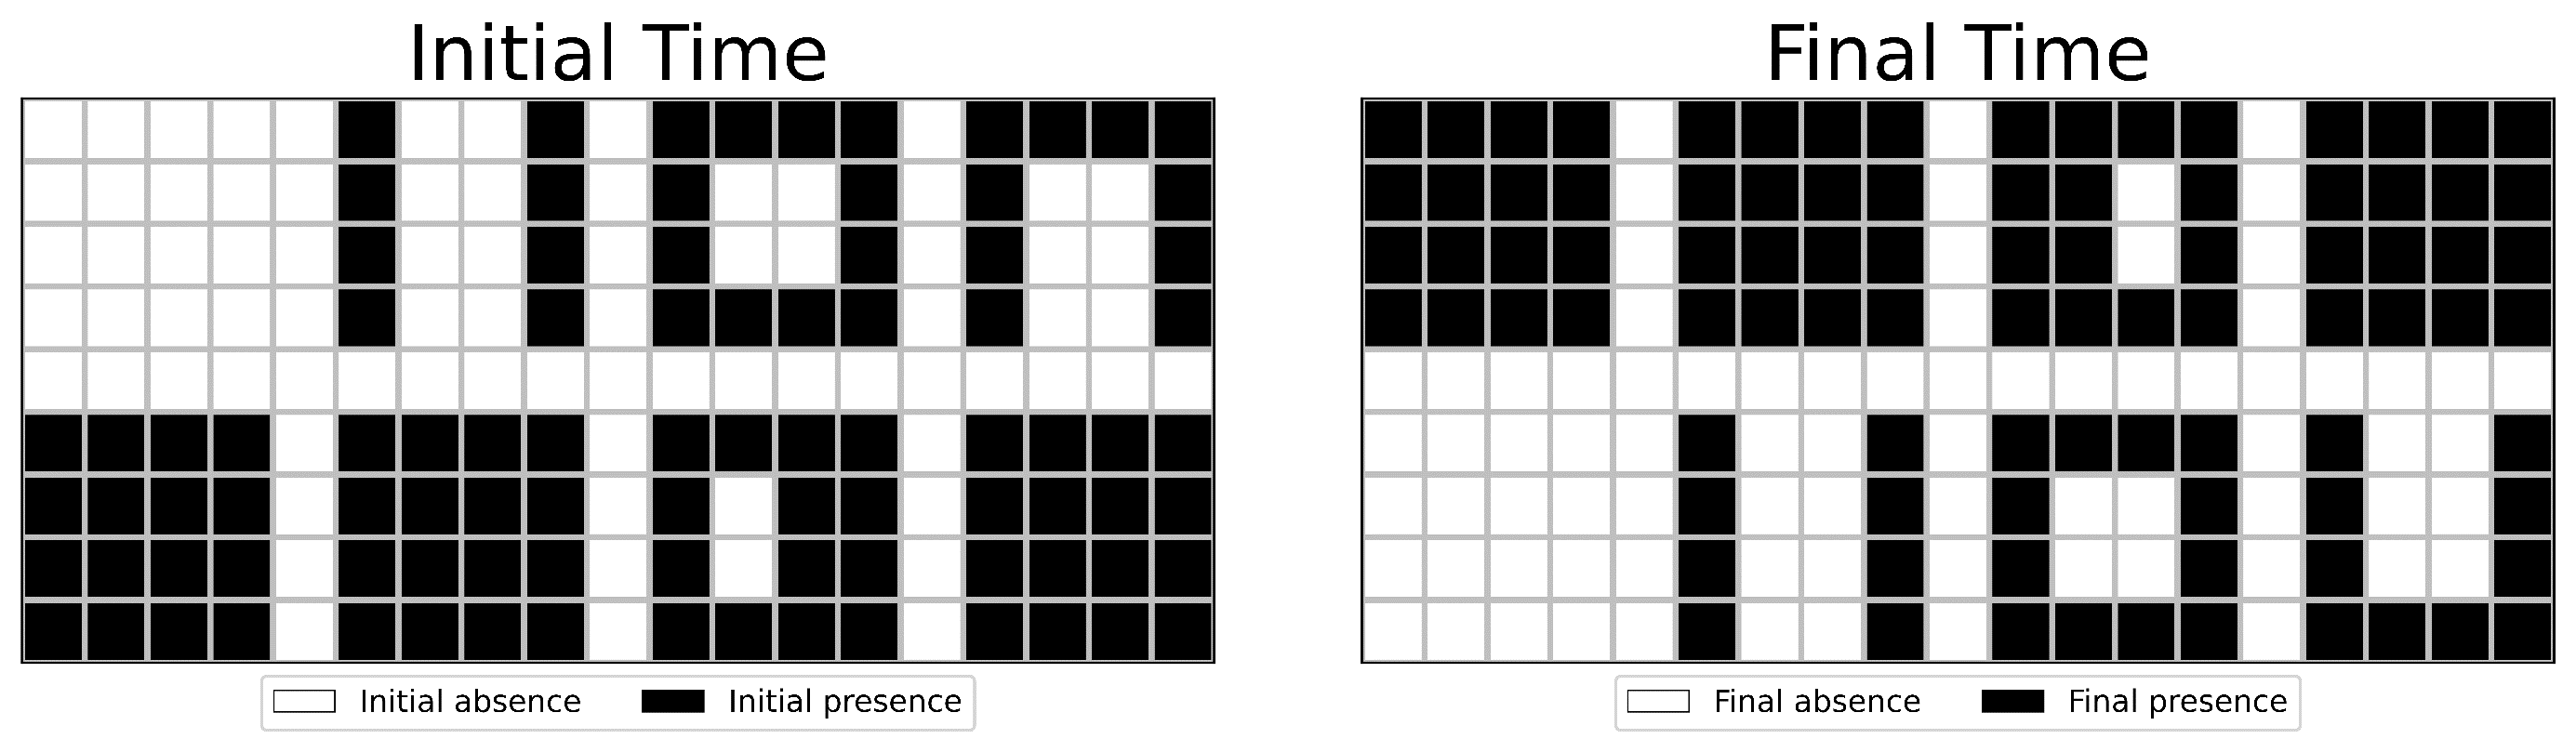 Initial Time
Final Time
Initial absence
Initial presence
Final absence
Final presence